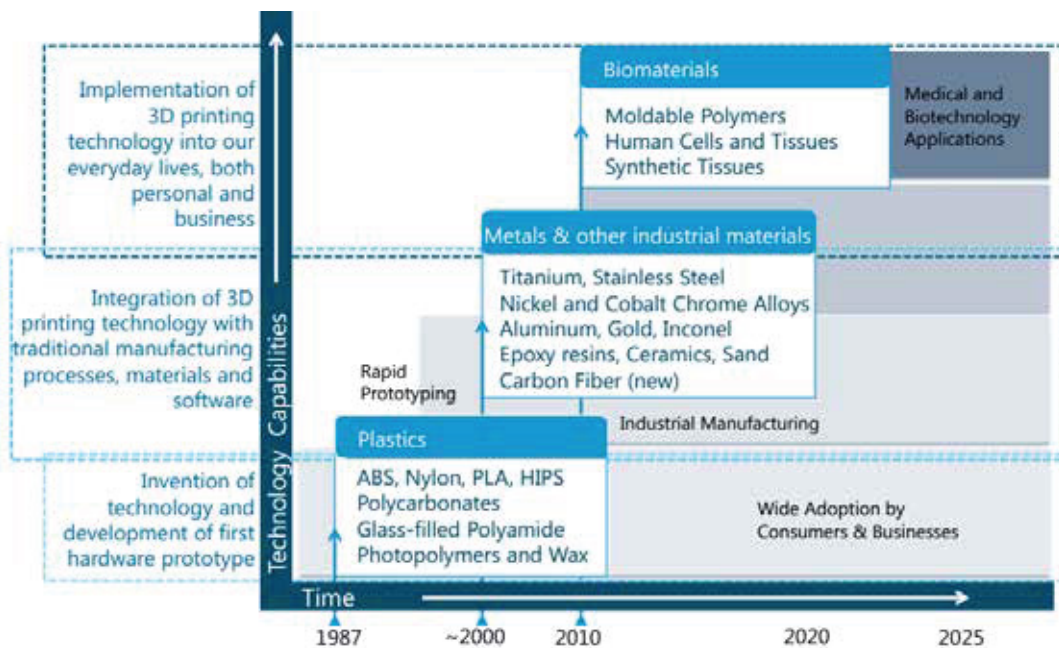 Implementation of
3D printing
technology into our
everyday lives, both
personal and
business
Integration of 3D
printing technology with
traditional manufacturing
processes, materials and
software
Invention of
technology and
development of first
hardware prototype
Technology Capabilities
Biomaterials
Moldable Polymers
Human Cells and Tissues
Synthetic Tissues
Medical and
Biotechnology
Applications
Metals & other industrial materials
Titanium, Stainless Steel
Nickel and Cobalt Chrome Alloys
Aluminum, Gold, Inconel
Epoxy resins, Ceramics, Sand
Carbon Fiber (new)
Rapid
Prototyping
Industrial Manufacturing
Plastics
ABS, Nylon, PLA, HIPS
Polycarbonates
Glass-filled Polyamide
Photopolymers and Wax
Wide Adoption by
Consumers & Businesses
Time
1987
~2000
2010
2020
2025